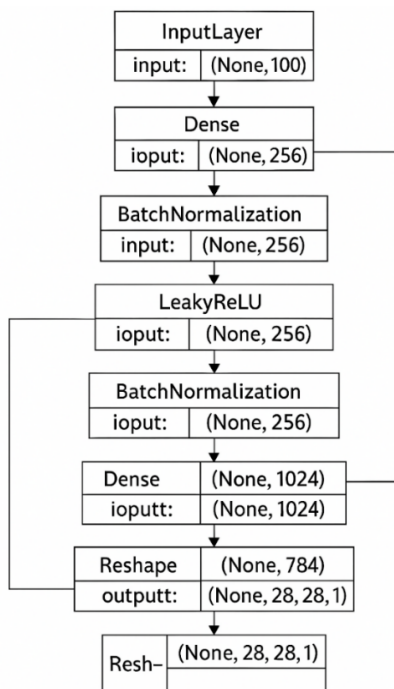 InputLayer
input: (None, 100)
Dense
ioput: (None, 256)
BatchNormalization
input: (None, 256)
LeakyReLU
ioput: (None, 256)
BatchNormalization
ioput: (None, 256)
Dense (None, 1024)
ioputt: (None, 1024)
Reshape (None, 784)
outputt: (None, 28, 28, 1)
Resh– (None, 28, 28, 1)